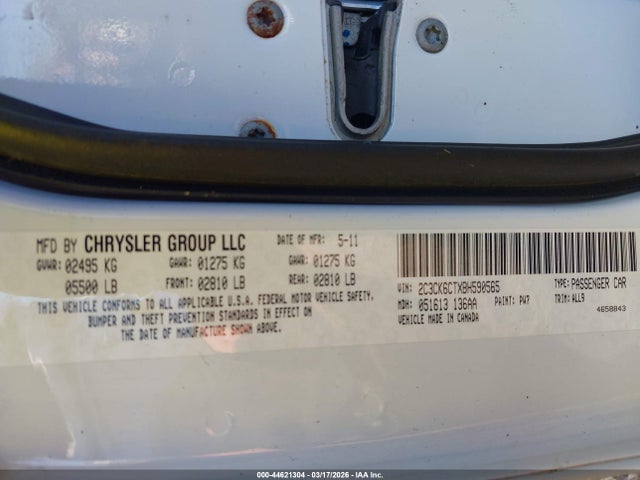 MFD BY CHRYSLER GROUP LLC DATE OF MFR 5-11
GVWR: 02495 KG GAWR: 01275 KG GAWR: 01275 KG
05500 LB FRONT: 02810 LB REAR: 02810 LB
THIS VEHICLE CONFORMS TO ALL APPLICABLE U.S.A. FEDERAL MOTOR VEHICLE SAFETY,
BUMPER AND THEFT PREVENTION STANDARDS IN EFFECT ON
THE DATE OF MANUFACTURE SHOWN ABOVE.
VIN: 2C3CK6CTXBH590565 TYPE: PASSENGER CAR
MDH: 051613 136AA PAINT: PW7 TRIM: ALL9
VEHICLE MADE IN CANADA 4658843
000-44621304 — 03/17/2026 — IAA Inc.